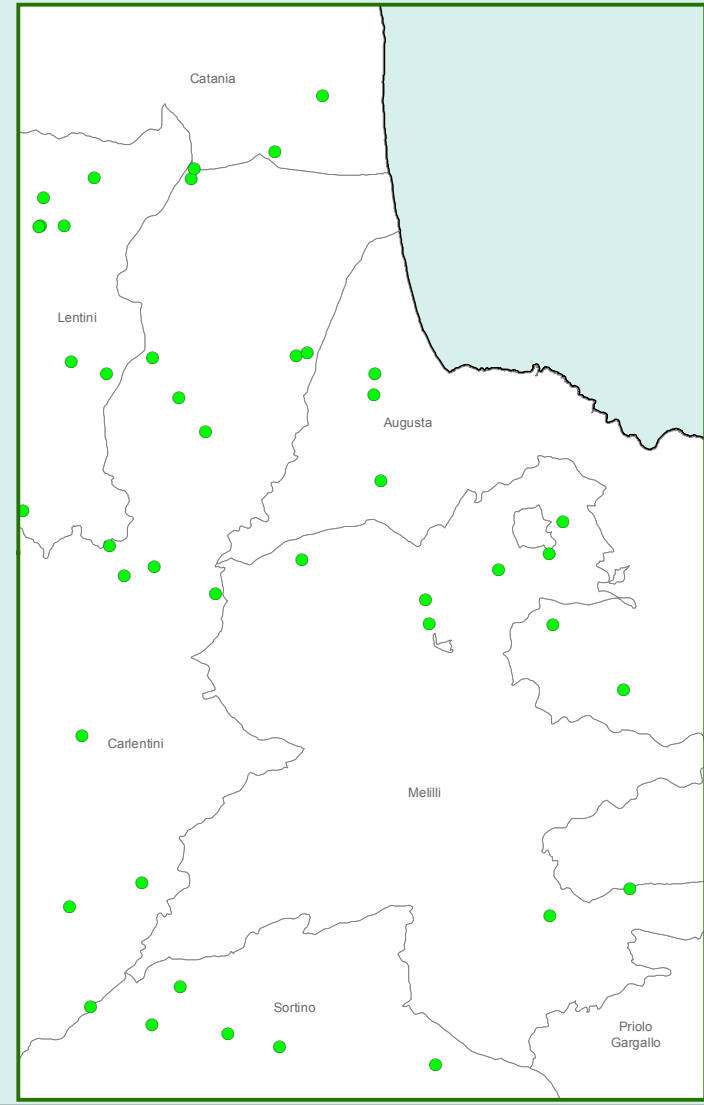 Catania
Lentini
Augusta
Carlentini
Melilli
Sortino
Priolo
Gargallo